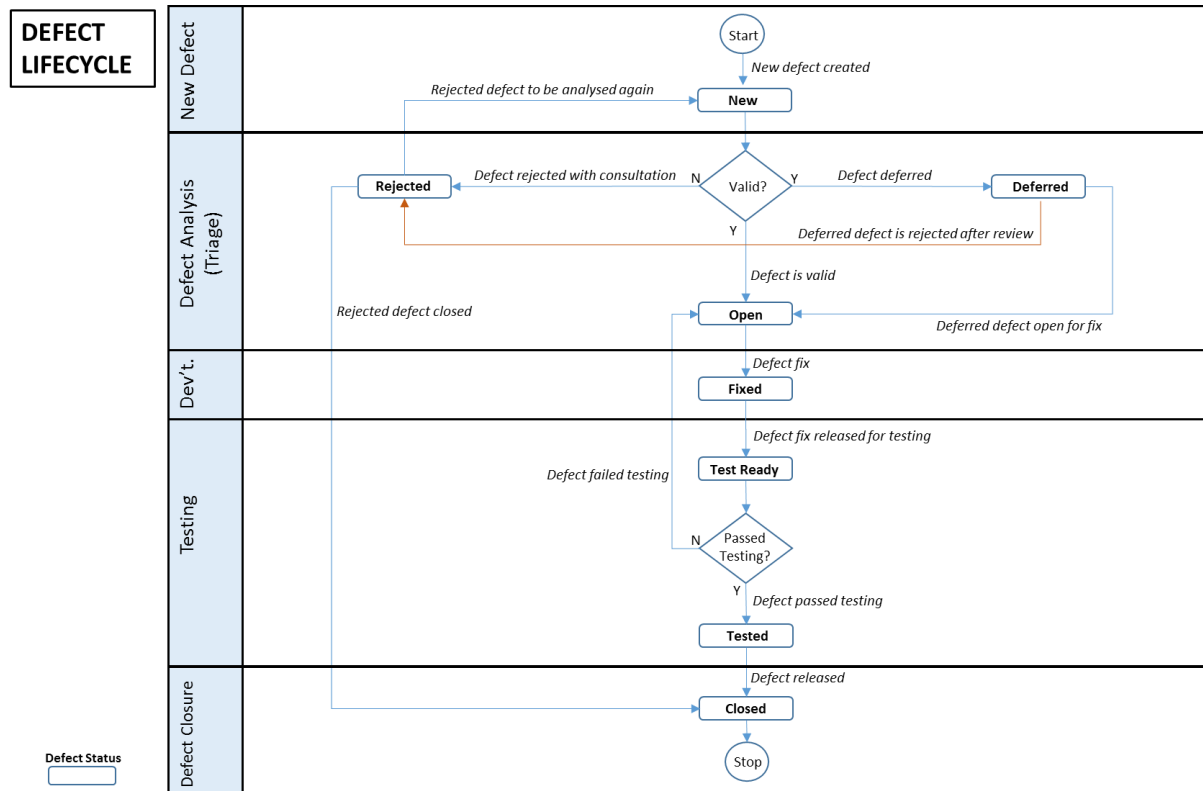 DEFECT
LIFECYCLE
New Defect
Start
New defect created
Rejected defect to be analysed again
New
Defect Analysis
(Triage)
Rejected
Defect rejected with consultation
N
Valid?
Y
Defect deferred
Deferred
Y
Deferred defect is rejected after review
Defect is valid
Rejected defect closed
Open
Deferred defect open for fix
Dev't.
Defect fix
Fixed
Testing
Defect fix released for testing
Test Ready
Defect failed testing
N
Passed
Testing?
Y
Defect passed testing
Tested
Defect Closure
Defect released
Closed
Stop
Defect Status